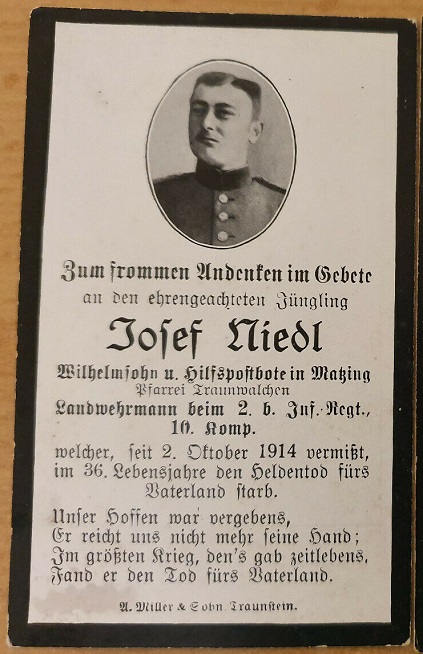 Zum frommen Andenken im Gebete
an den ehrengeachteten Jüngling
Josef Niedl
Wilhelmsohn u. Hilfspostbote in Matzing
Pfarrei Traunwalchen
Landwehrmann beim 2. b. Inf.-Regt.,
10. Komp.
welcher, seit 2. Oktober 1914 vermißt,
im 36. Lebensjahre den Heldentod fürs
Vaterland starb.
Unser Hoffen war vergebens,
Er reicht uns nicht mehr seine Hand;
Im größten Krieg, den's gab zeitlebens,
Fand er den Tod fürs Vaterland.
A. Miller & Sohn Traunstein.